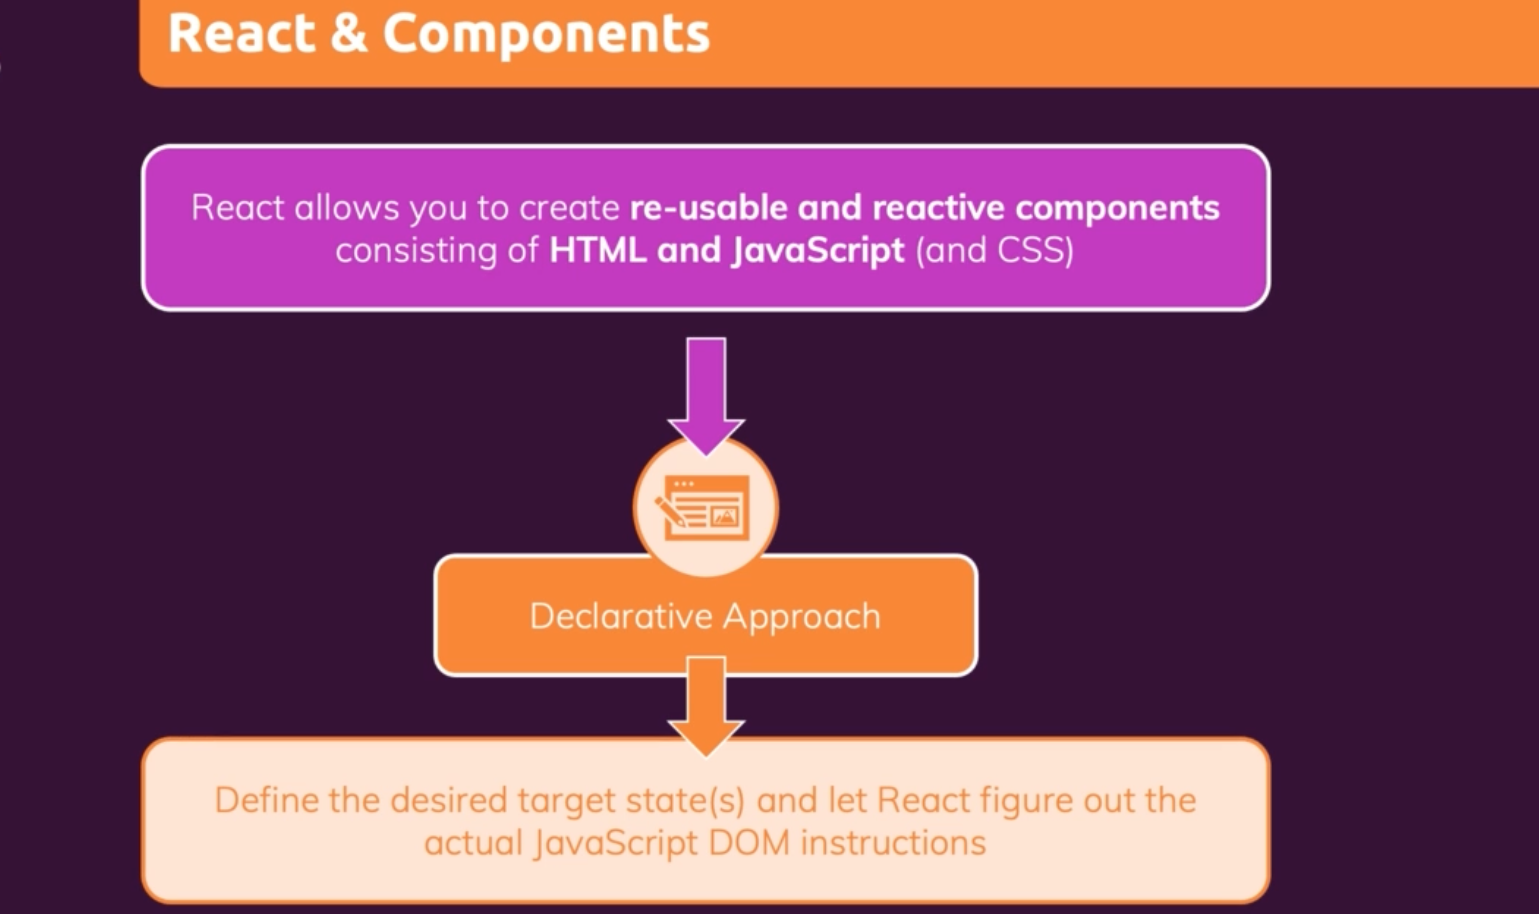 React & Components
React allows you to create re-usable and reactive components
consisting of HTML and JavaScript (and CSS)
Declarative Approach
Define the desired target state(s) and let React figure out the
actual JavaScript DOM instructions